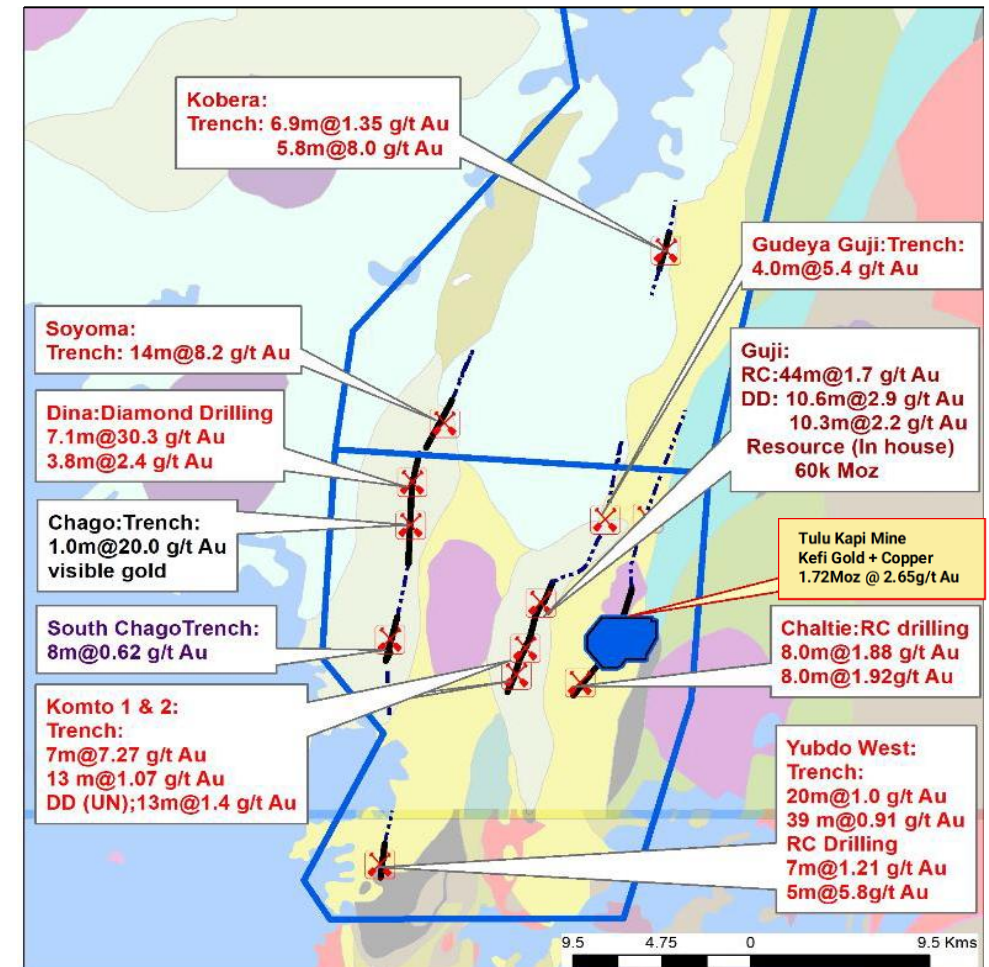 Kobera:
Trench: 6.9m@1.35 g/t Au
5.8m@8.0 g/t Au
Gudeya Guji:Trench:
4.0m@5.4 g/t Au
Soyoma:
Trench: 14m@8.2 g/t Au
Guji:
RC:44m@1.7 g/t Au
DD: 10.6m@2.9 g/t Au
10.3m@2.2 g/t Au
Resource (In house)
60k Moz
Dina:Diamond Drilling
7.1m@30.3 g/t Au
3.8m@2.4 g/t Au
Chago:Trench:
1.0m@20.0 g/t Au
visible gold
Tulu Kapi Mine
Kefi Gold + Copper
1.72Moz @ 2.65g/t Au
South ChagoTrench:
8m@0.62 g/t Au
Chaltie:RC drilling
8.0m@1.88 g/t Au
8.0m@1.92g/t Au
Komto 1 & 2:
Trench:
7m@7.27 g/t Au
13 m@1.07 g/t Au
DD (UN);13m@1.4 g/t Au
Yubdo West:
Trench:
20m@1.0 g/t Au
39 m@0.91 g/t Au
RC Drilling
7m@1.21 g/t Au
5m@5.8g/t Au
9.5 4.75 0 9.5 Kms